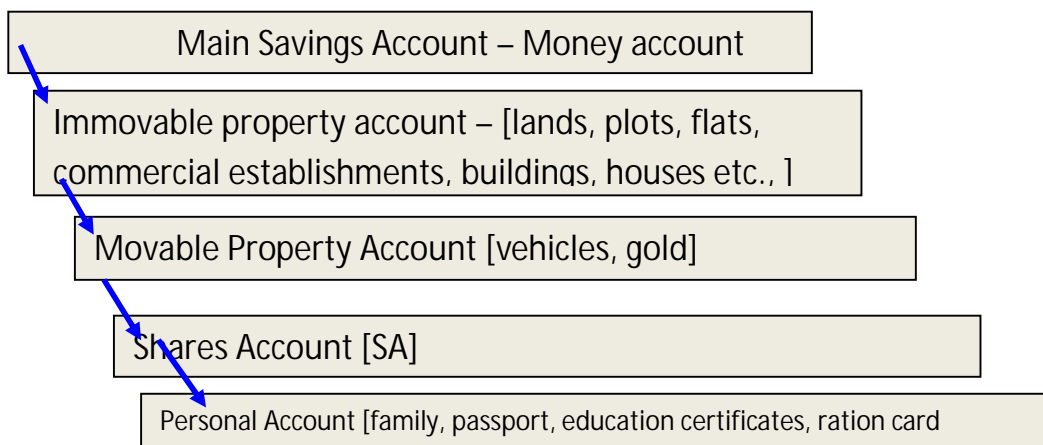 Main Savings Account – Money account
Immovable property account – [lands, plots, flats,
commercial establishments, buildings, houses etc., ]
Movable Property Account [vehicles, gold]
Shares Account [SA]
Personal Account [family, passport, education certificates, ration card